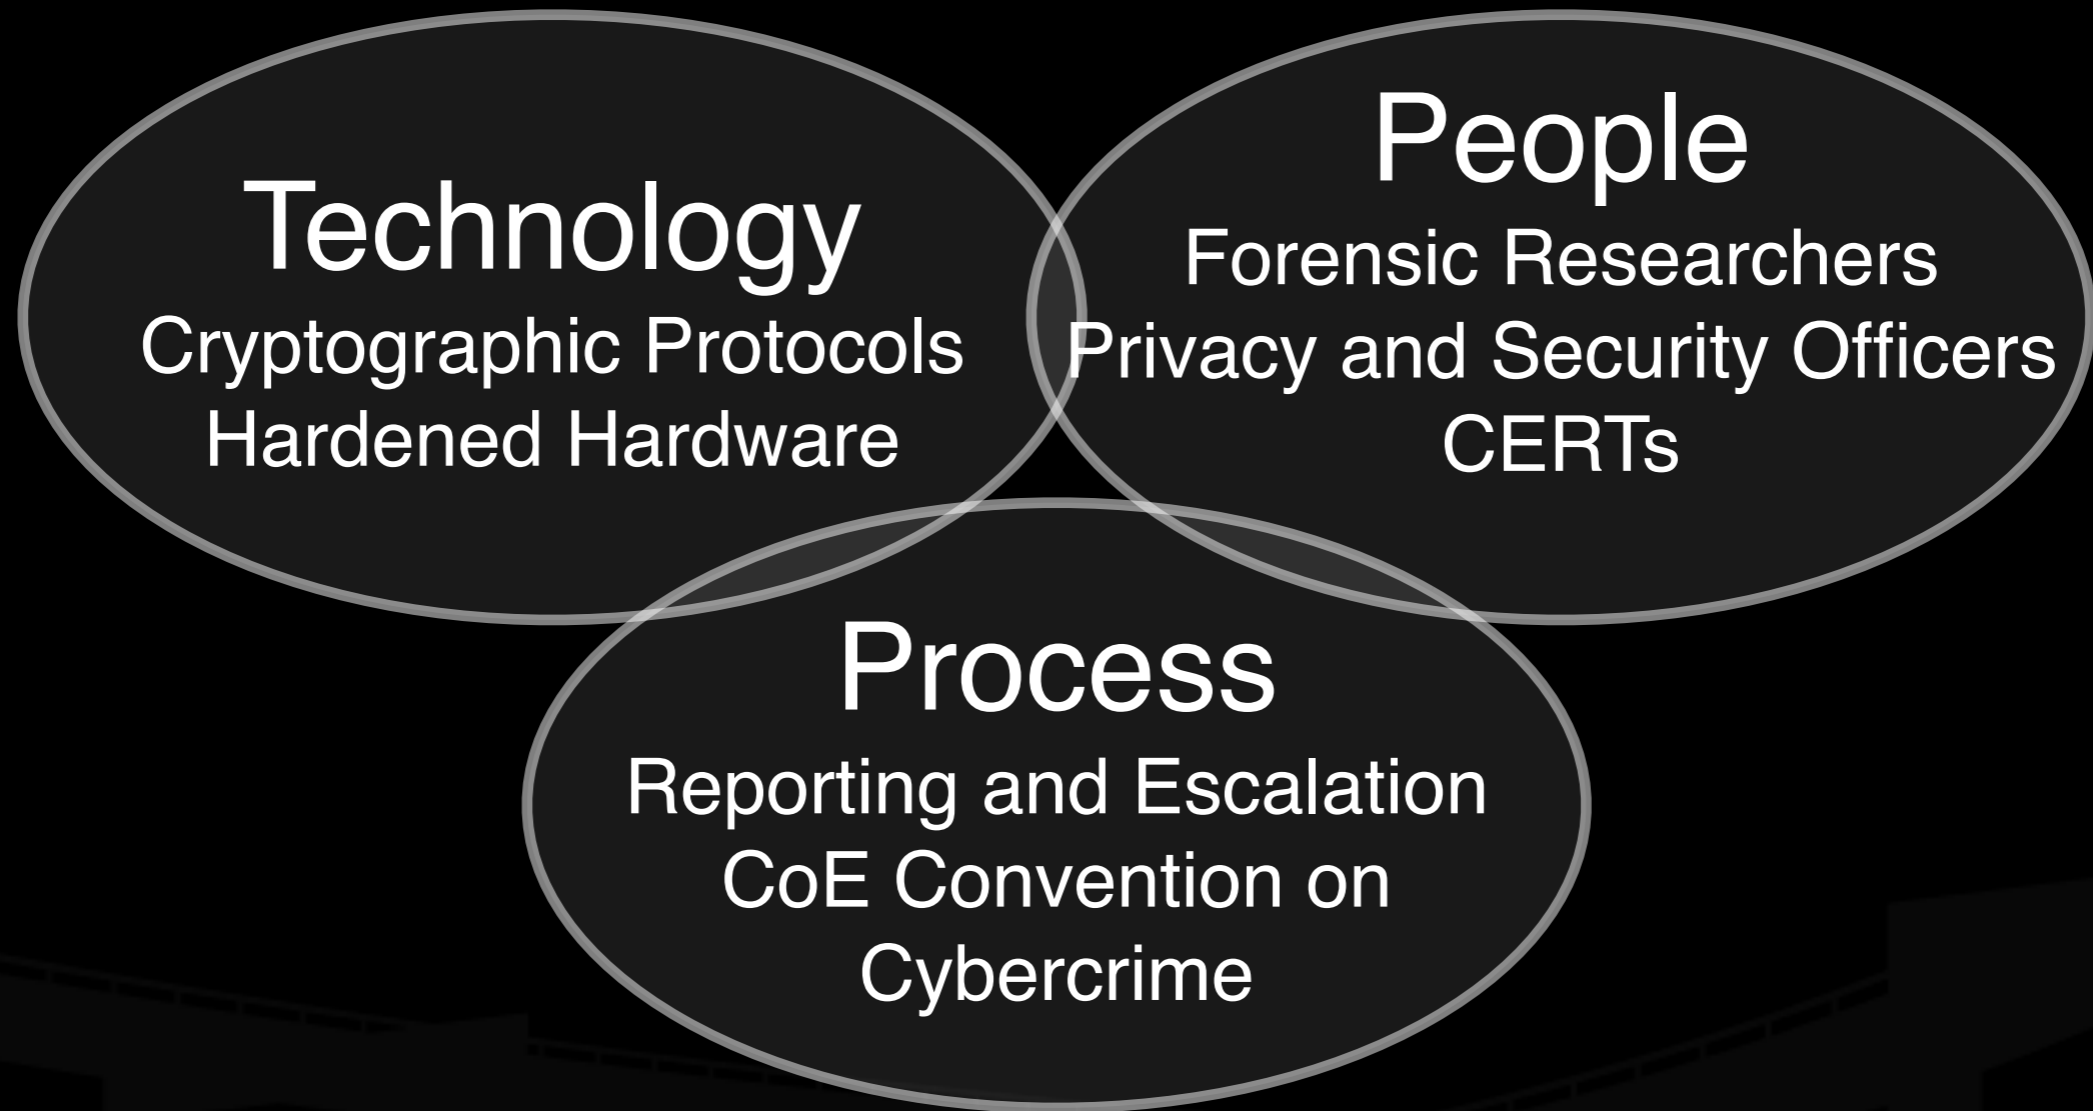 Technology
Cryptographic Protocols
Hardened Hardware
People
Forensic Researchers
Privacy and Security Officers
CERTs
Process
Reporting and Escalation
CoE Convention on
Cybercrime